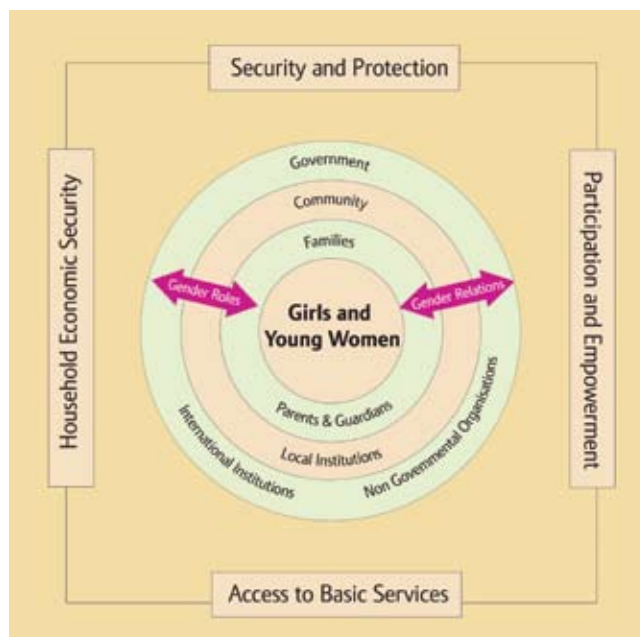 Security and Protection
Household Economic Security
Participation and Empowerment
Government
Community
Families
Gender Roles
Gender Relations
Girls and
Young Women
Parents & Guardians
Local Institutions
International Institutions
Non Governmental Organisations
Access to Basic Services